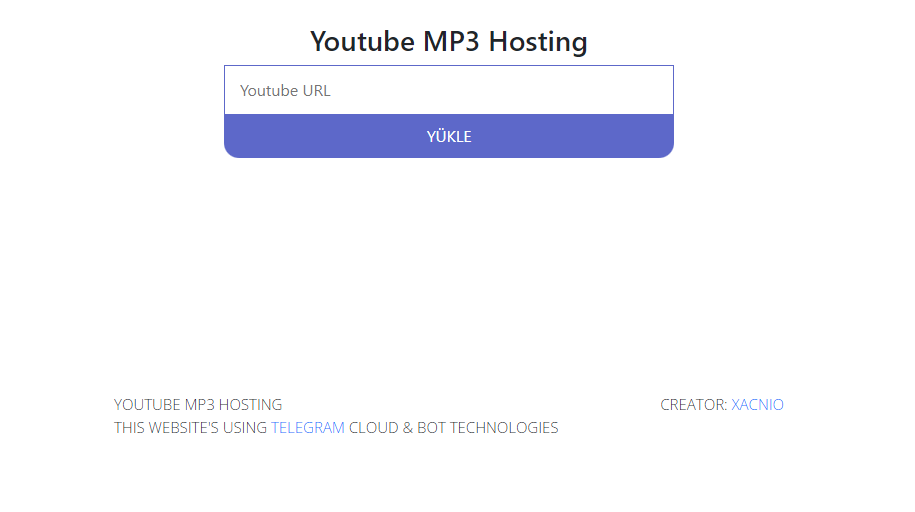 Youtube MP3 Hosting
Youtube URL
YÜKLE
YOUTUBE MP3 HOSTING
CREATOR: XACNIO
THIS WEBSITE'S USING TELEGRAM CLOUD & BOT TECHNOLOGIES